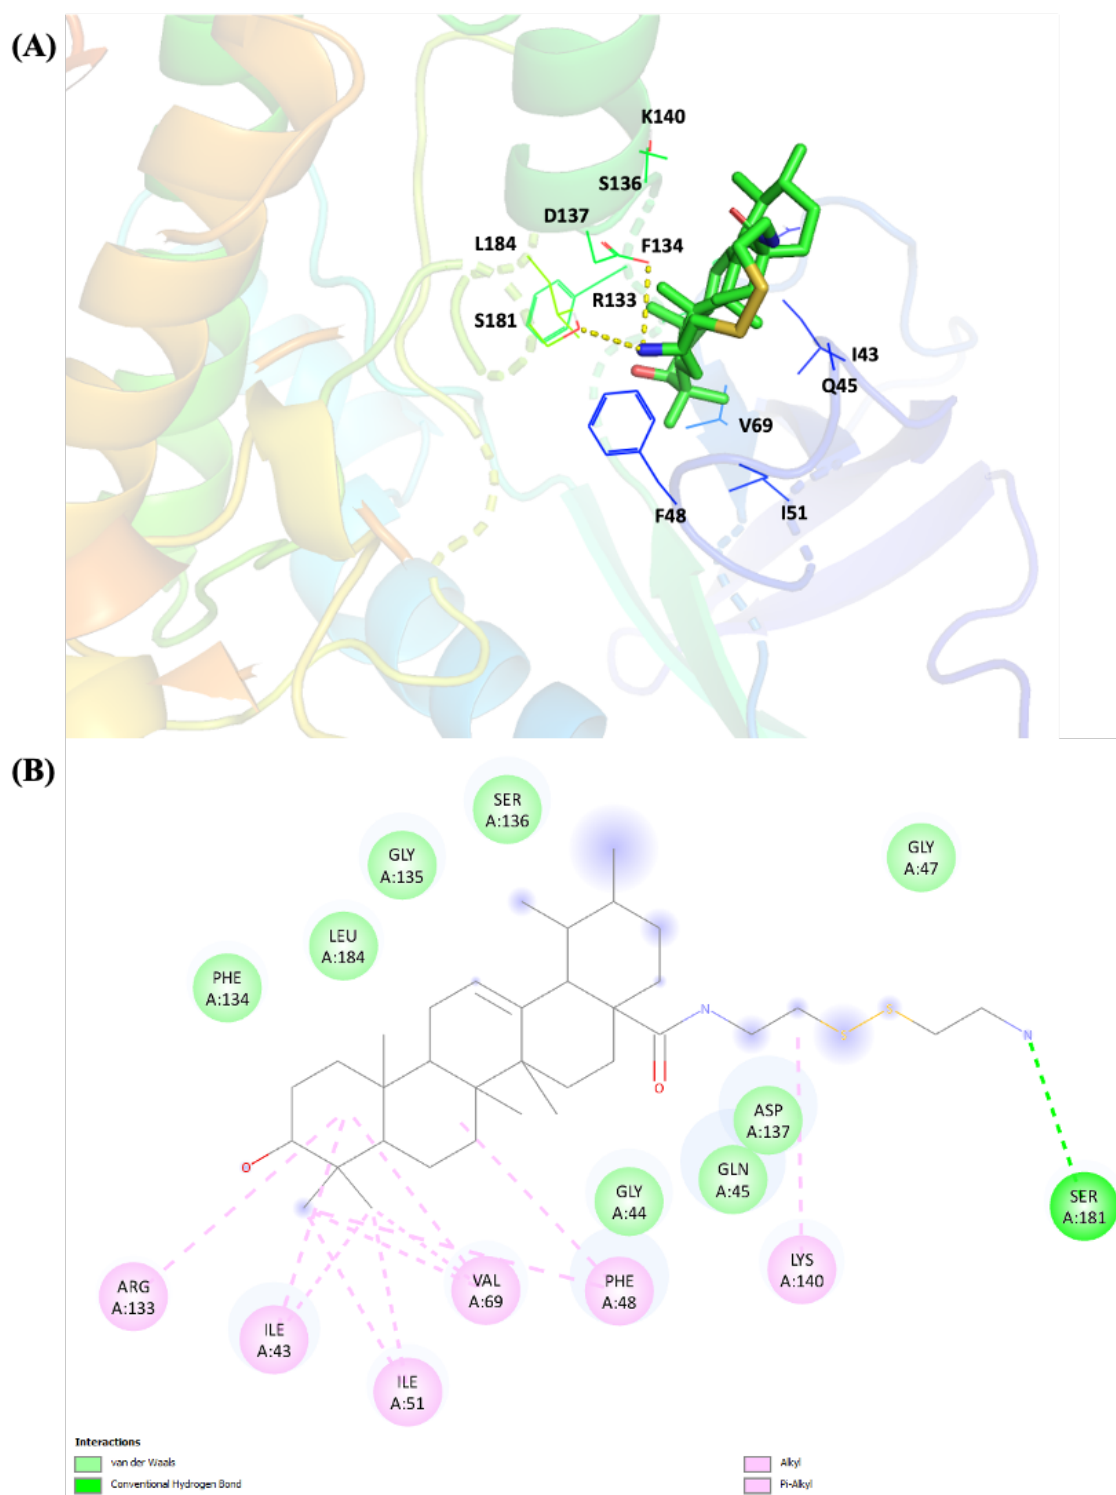 (A)
K140
S136
D137
L184
F134
R133
S181
I43
Q45
V69
F48
I51
(B)
SER
A:136
GLY
A:47
GLY
A:135
LEU
A:184
PHE
A:134
N
S
S
N
O
ASP
A:137
GLN
A:45
O
GLY
A:44
SER
A:181
LYS
A:140
VAL
A:69
PHE
A:48
ARG
A:133
ILE
A:43
ILE
A:51
Interactions
van der Waals
Conventional Hydrogen Bond
Alkyl
Pi-Alkyl